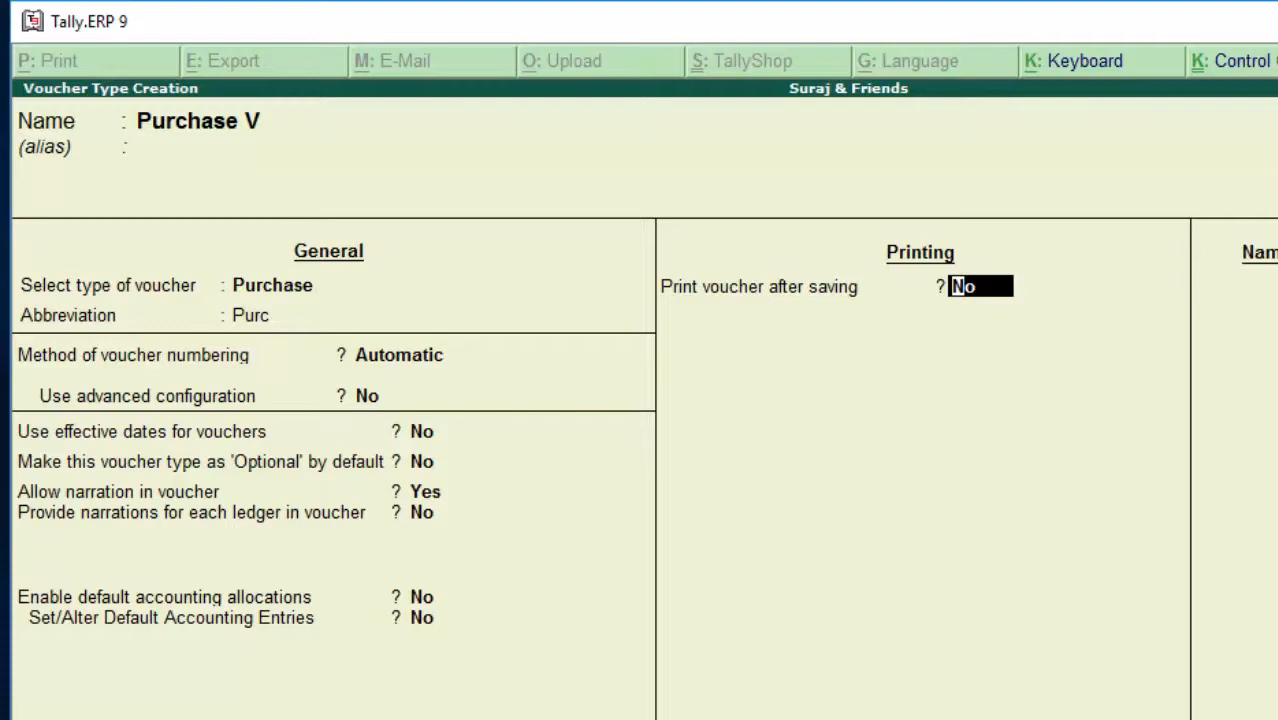 Tally.ERP 9
P: Print E: Export M: E-Mail O: Upload S: TallyShop G: Language K: Keyboard K: Control
Voucher Type Creation Suraj & Friends
Name : Purchase V
(alias) :
General
Select type of voucher : Purchase
Abbreviation : Purc
Method of voucher numbering ? Automatic
Use advanced configuration ? No
Use effective dates for vouchers ? No
Make this voucher type as 'Optional' by default ? No
Allow narration in voucher ? Yes
Provide narrations for each ledger in voucher ? No
Enable default accounting allocations ? No
Set/Alter Default Accounting Entries ? No
Printing
Print voucher after saving ? No